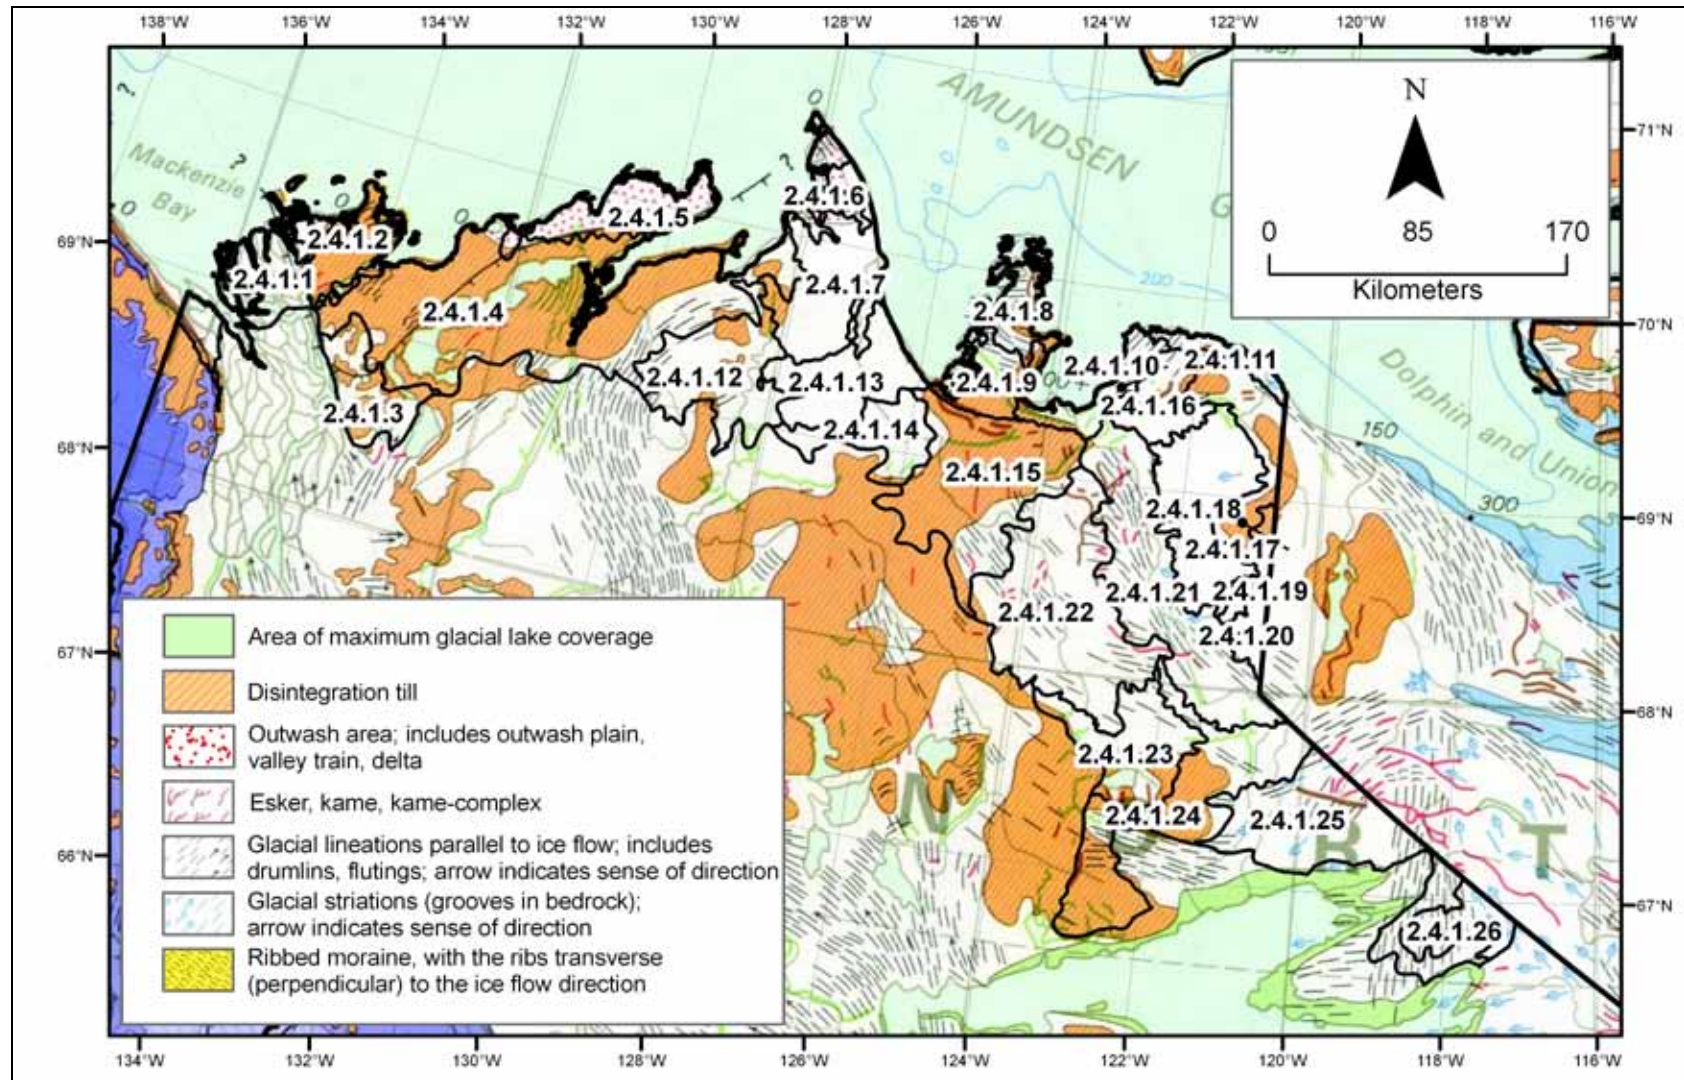 138°W 136°W 134°W 132°W 130°W 128°W 126°W 124°W 122°W 120°W 118°W 116°W
71°N
70°N
69°N
68°N
67°N
69°N
68°N
67°N
66°N
134°W 132°W 130°W 128°W 126°W 124°W 122°W 120°W 118°W 116°W
N
0 85 170
Kilometers
AMUNDSEN
G
Mackenzie
Bay
Dolphin and Union
?
?
?
0
0
0
0
200
150
300
N
R
T
2.4.1.1
2.4.1.2
2.4.1.3
2.4.1.4
2.4.1.5
2.4.1.6
2.4.1.7
2.4.1.8
2.4.1.9
2.4.1.10
2.4.1.11
2.4.1.12
2.4.1.13
2.4.1.14
2.4.1.15
2.4.1.16
2.4.1.17
2.4.1.18
2.4.1.19
2.4.1.20
2.4.1.21
2.4.1.22
2.4.1.23
2.4.1.24
2.4.1.25
2.4.1.26
Area of maximum glacial lake coverage
Disintegration till
Outwash area; includes outwash plain,
valley train, delta
Esker, kame, kame-complex
Glacial lineations parallel to ice flow; includes
drumlins, flutings; arrow indicates sense of direction
Glacial striations (grooves in bedrock);
arrow indicates sense of direction
Ribbed moraine, with the ribs transverse
(perpendicular) to the ice flow direction